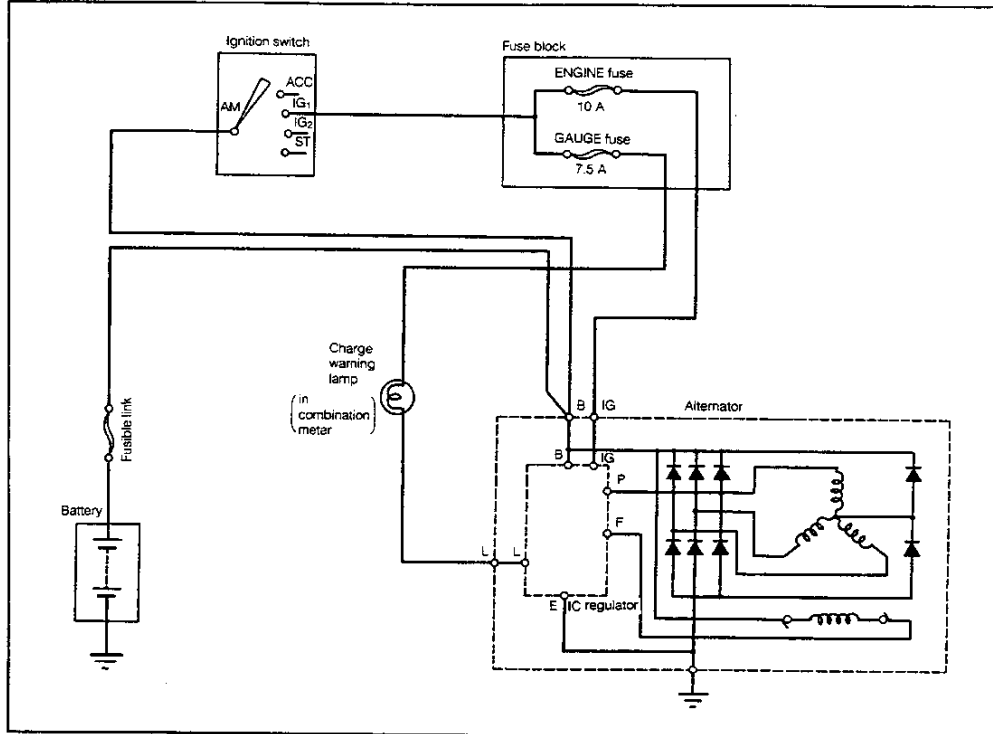 Ignition switch
AM
ACC
IG1
IG2
ST
Fuse block
ENGINE fuse
10 A
GAUGE fuse
7.5 A
Charge
warning
lamp
(in
combination
meter)
Fusible link
Battery
B
IG
Alternator
B
IG
P
F
L
L
E
IC regulator